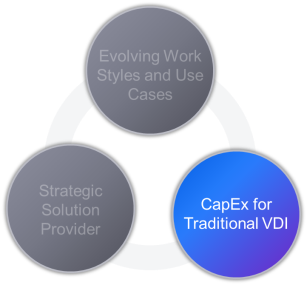 Evolving Work
Styles and Use
Cases
Strategic
Solution
Provider
CapEx for
Traditional VDI